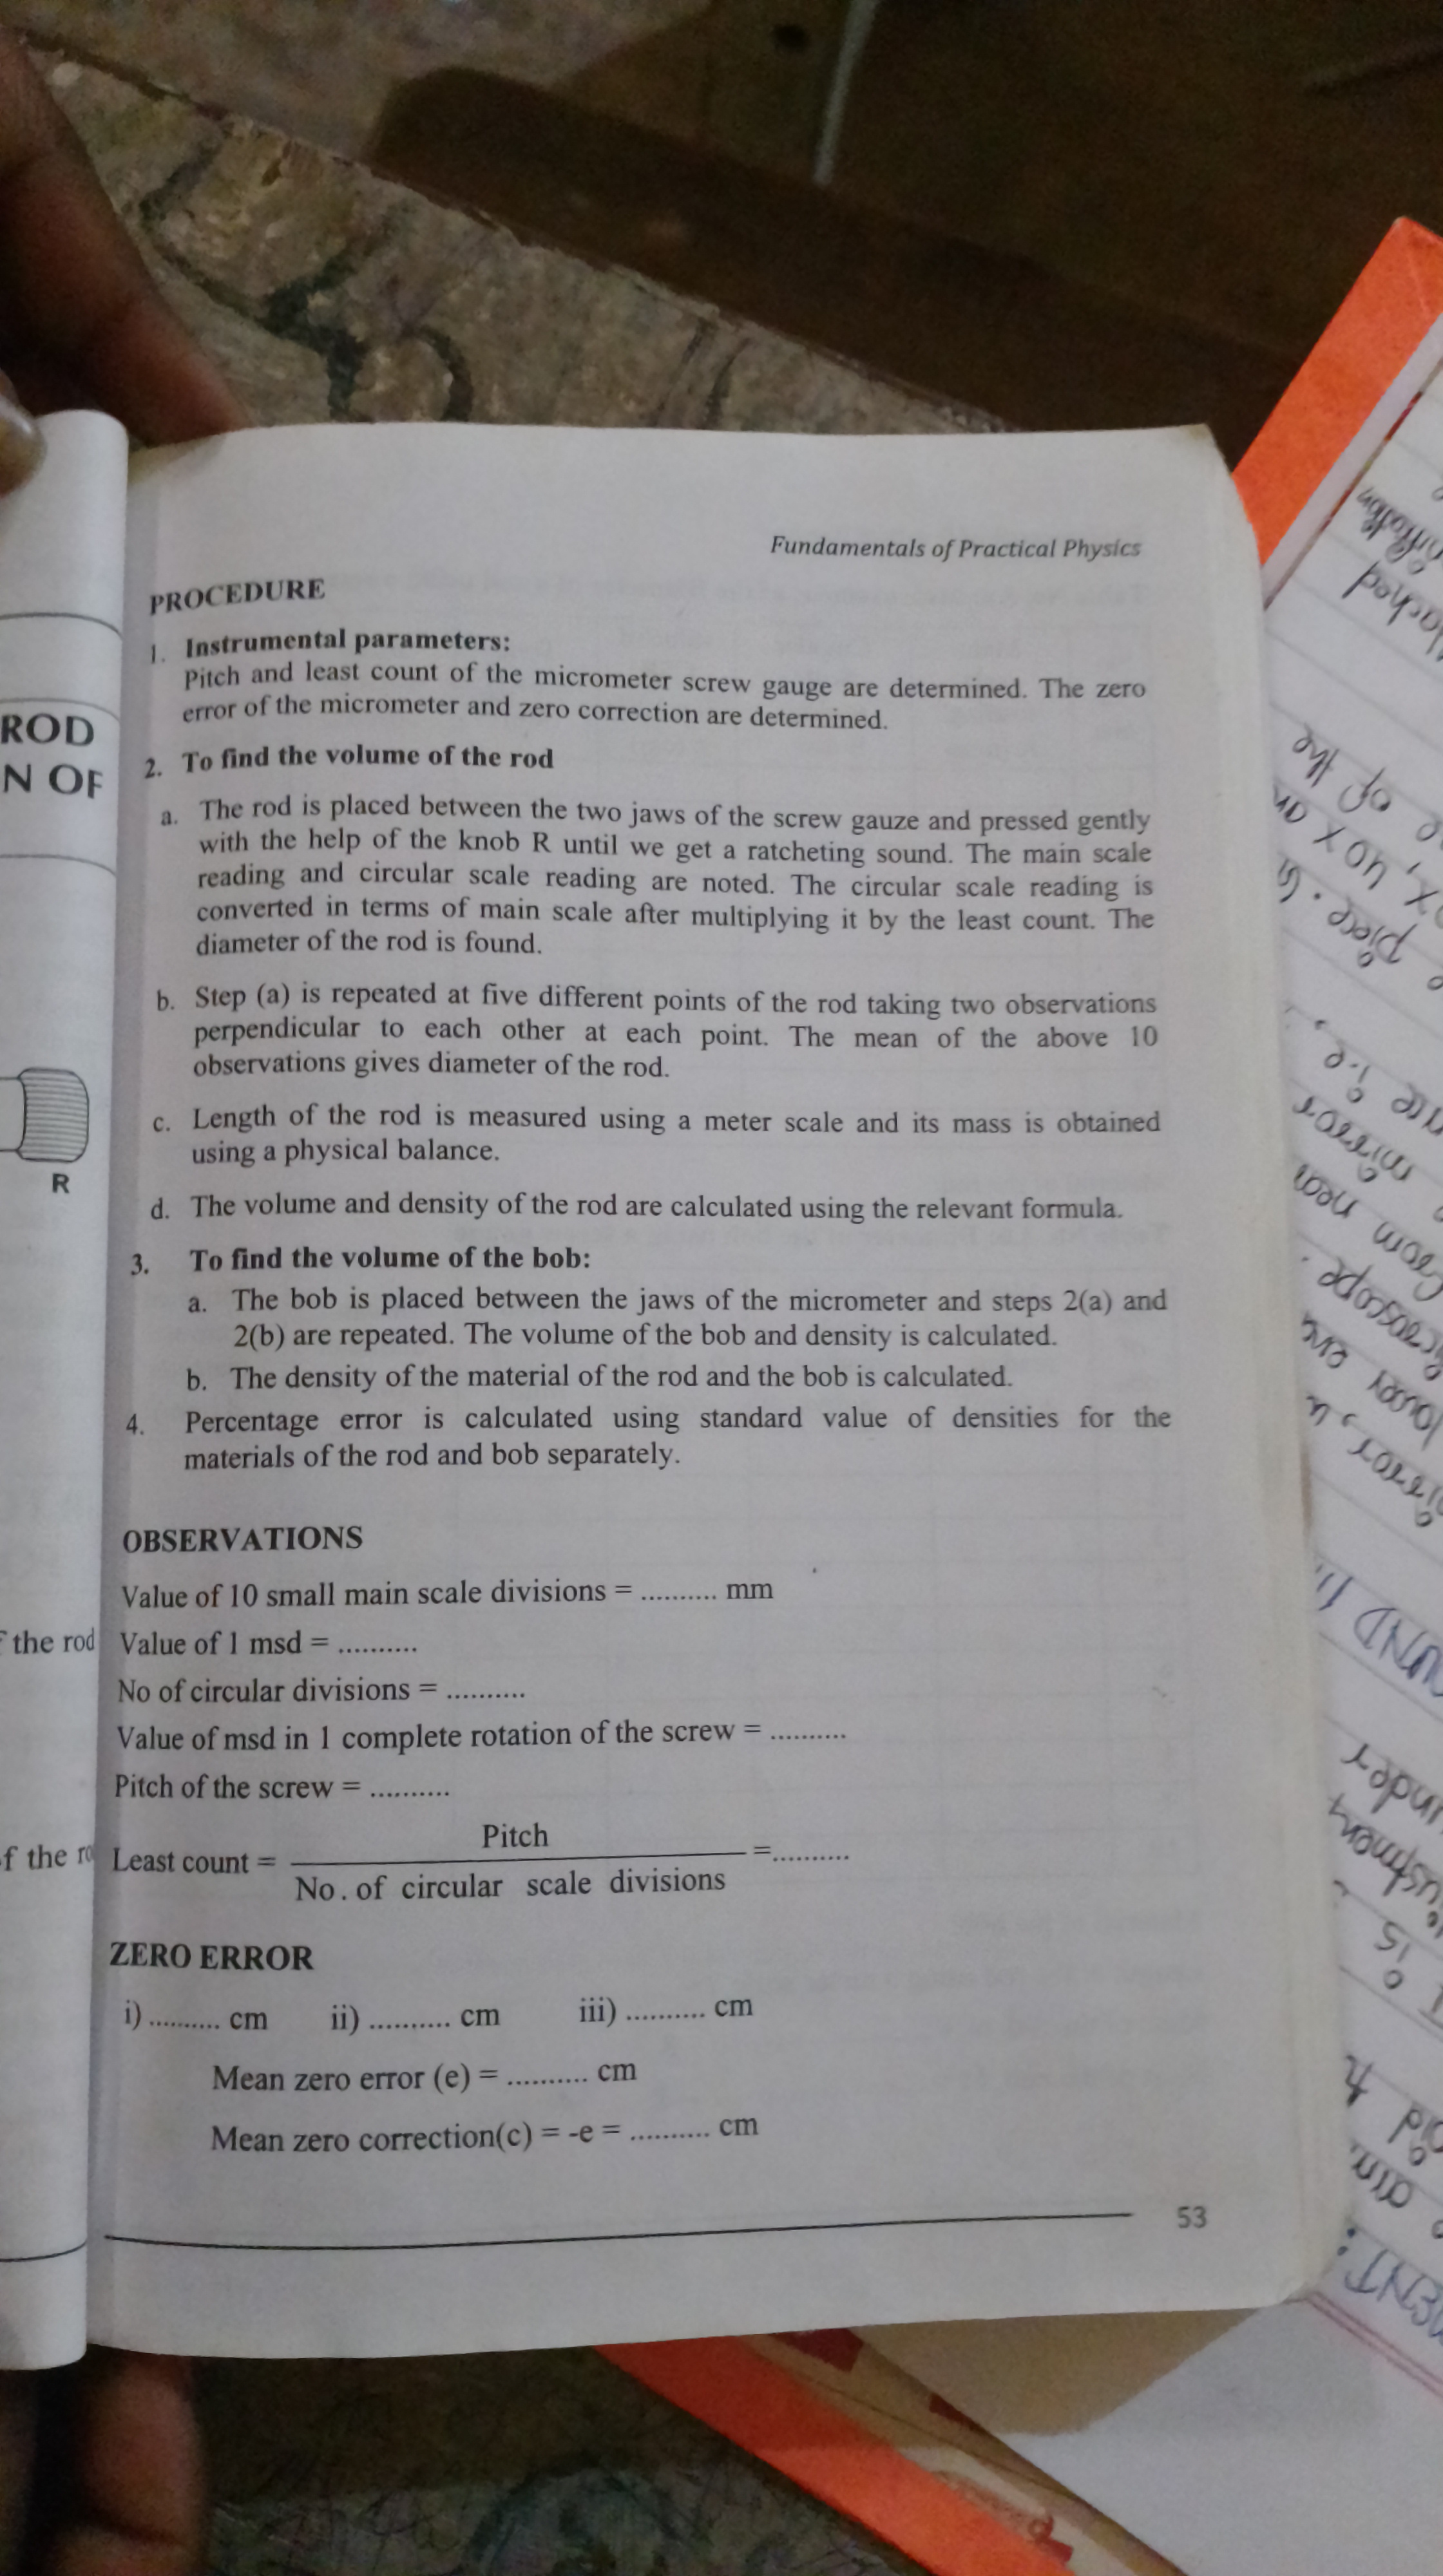 Fundamentals of Practical Physics
PROCEDURE
1. Instrumental parameters:
Pitch and least count of the micrometer screw gauge are determined. The zero
error of the micrometer and zero correction are determined.
2. To find the volume of the rod
a. The rod is placed between the two jaws of the screw gauze and pressed gently
with the help of the knob R until we get a ratcheting sound. The main scale
reading and circular scale reading are noted. The circular scale reading is
converted in terms of main scale after multiplying it by the least count. The
diameter of the rod is found.
b. Step (a) is repeated at five different points of the rod taking two observations
perpendicular to each other at each point. The mean of the above 10
observations gives diameter of the rod.
c. Length of the rod is measured using a meter scale and its mass is obtained
using a physical balance.
d. The volume and density of the rod are calculated using the relevant formula.
3. To find the volume of the bob:
a. The bob is placed between the jaws of the micrometer and steps 2(a) and
2(b) are repeated. The volume of the bob and density is calculated.
b. The density of the material of the rod and the bob is calculated.
4. Percentage error is calculated using standard value of densities for the
materials of the rod and bob separately.
OBSERVATIONS
Value of 10 small main scale divisions = .......... mm
Value of 1 msd = ..........
No of circular divisions = ..........
Value of msd in 1 complete rotation of the screw = ..........
Pitch of the screw = ..........
Least count = Pitch / No. of circular scale divisions = ..........
ZERO ERROR
i) .......... cm ii) .......... cm iii) .......... cm
Mean zero error (e) = .......... cm
Mean zero correction(c) = -e = .......... cm
53
ROD
N OF
R
the rod
f the
of the
piece.
i.e.
mirror
from
UND
is